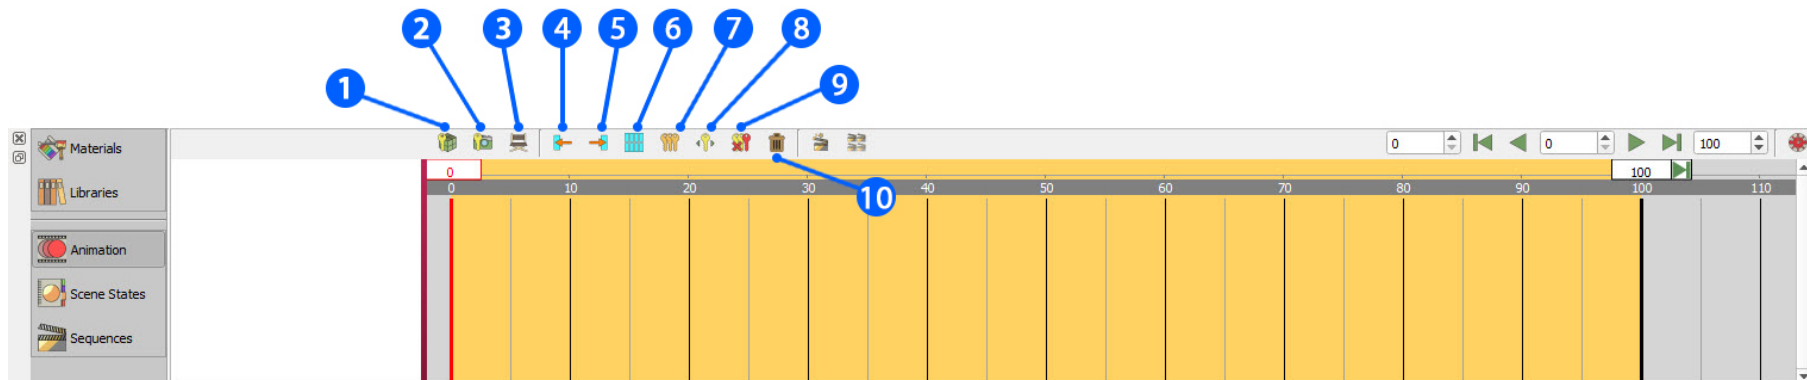 2 3 4 5 6 7 8
1 9
Materials
0 0 100
0 100
0 10 20 30 40 50 60 70 80 90 100 110
Libraries
10
Animation
Scene States
Sequences